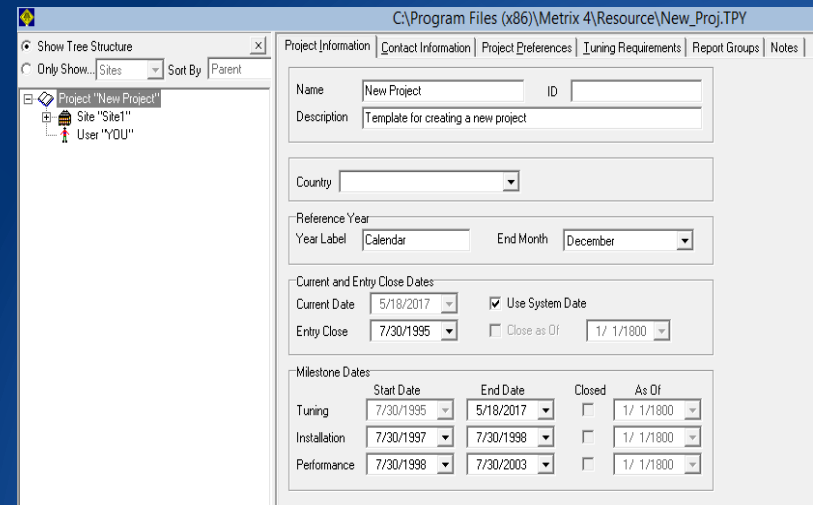 C:\Program Files (x86)\Metrix 4\Resource\New_Proj.TPY
Show Tree Structure x
Only Show... Sites Sort By Parent
Project "New Project"
Site "Site1"
User "YOU"
Project Information Contact Information Project Preferences Tuning Requirements Report Groups Notes
Name New Project ID
Description Template for creating a new project
Country
Reference Year
Year Label Calendar End Month December
Current and Entry Close Dates
Current Date 5/18/2017 Use System Date
Entry Close 7/30/1995 Close as Of 1/ 1/1800
Milestone Dates
Start Date End Date Closed As Of
Tuning 7/30/1995 5/18/2017 1/ 1/1800
Installation 7/30/1997 7/30/1998 1/ 1/1800
Performance 7/30/1998 7/30/2003 1/ 1/1800